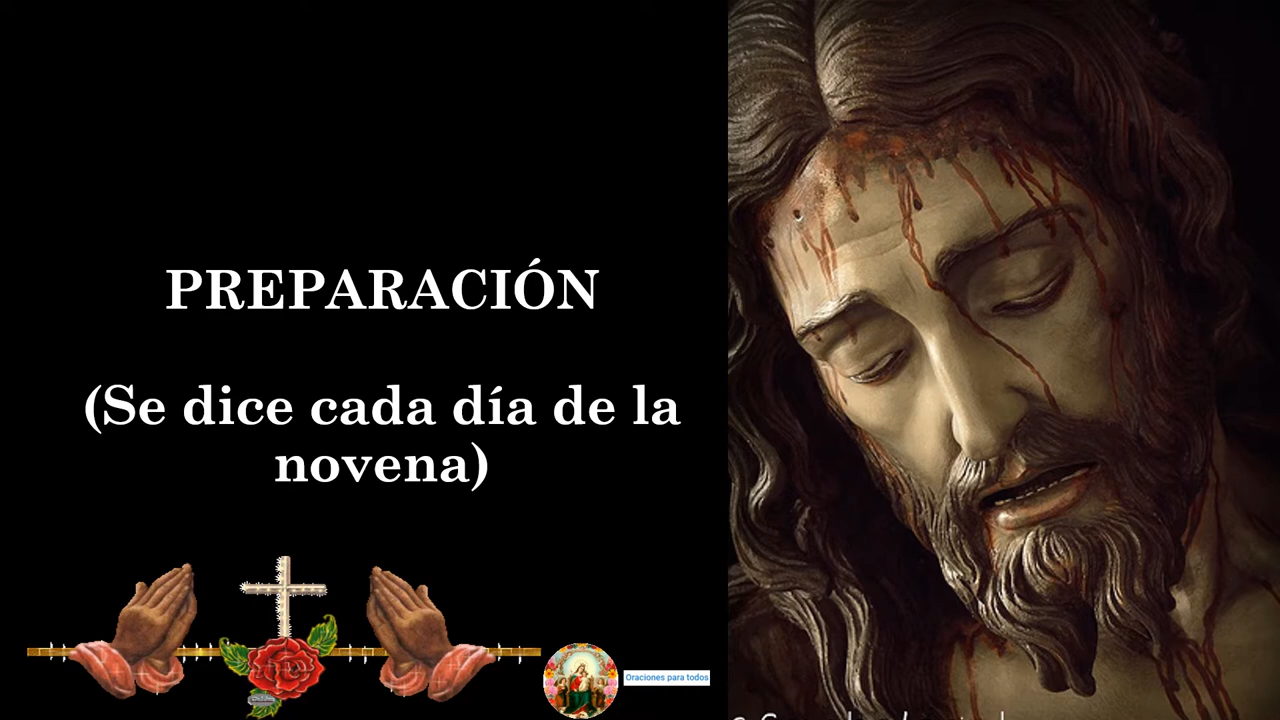 PREPARACIÓN
(Se dice cada día de la
novena)
Oraciones para todos